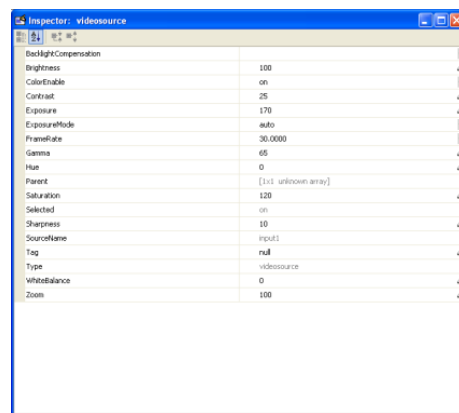 Inspector: videosource
BacklightCompensation
Brightness 100
ColorEnable on
Contrast 25
Exposure 170
ExposureMode auto
FrameRate 30.0000
Gamma 65
Hue 0
Parent [1x1 unknown array]
Saturation 120
Selected on
Sharpness 10
SourceName input1
Tag null
Type videosource
WhiteBalance 0
Zoom 100